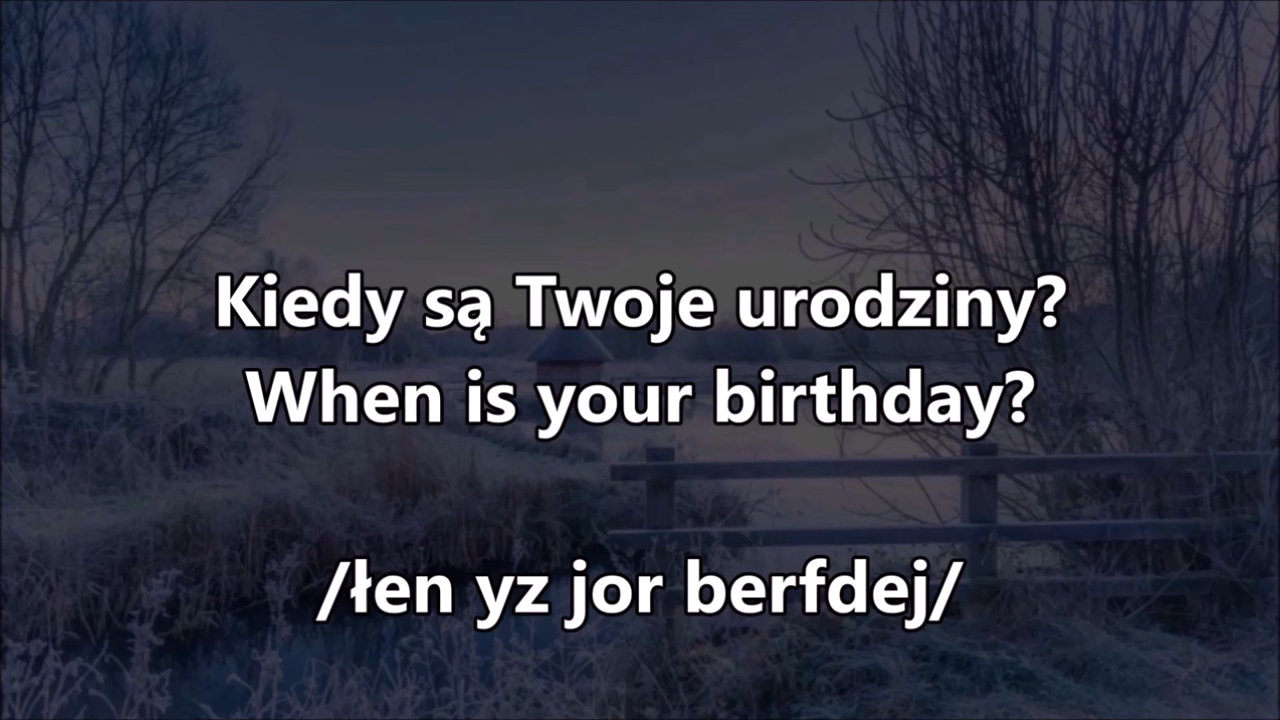 Kiedy są Twoje urodziny?
When is your birthday?
/łen yz jor berfdej/